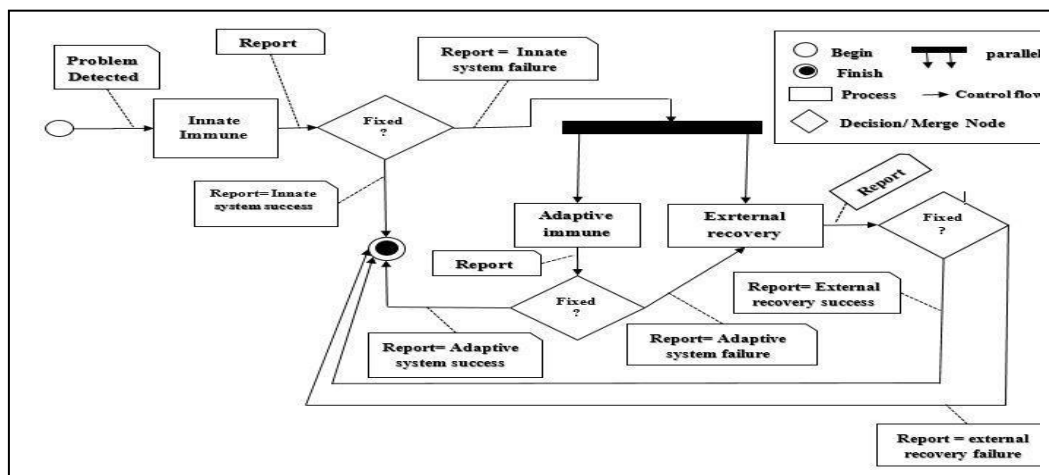 Problem
Detected
Report
Report = Innate
system failure
Begin
parallel
Finish
Process
Control flow
Decision/ Merge Node
Innate
Immune
Fixed
?
Report= Innate
system success
Adaptive
immune
Exrternal
recovery
Report
Fixed
?
Report
Fixed
?
Report= External
recovery success
Report= Adaptive
system success
Report= Adaptive
system failure
Report = external
recovery failure